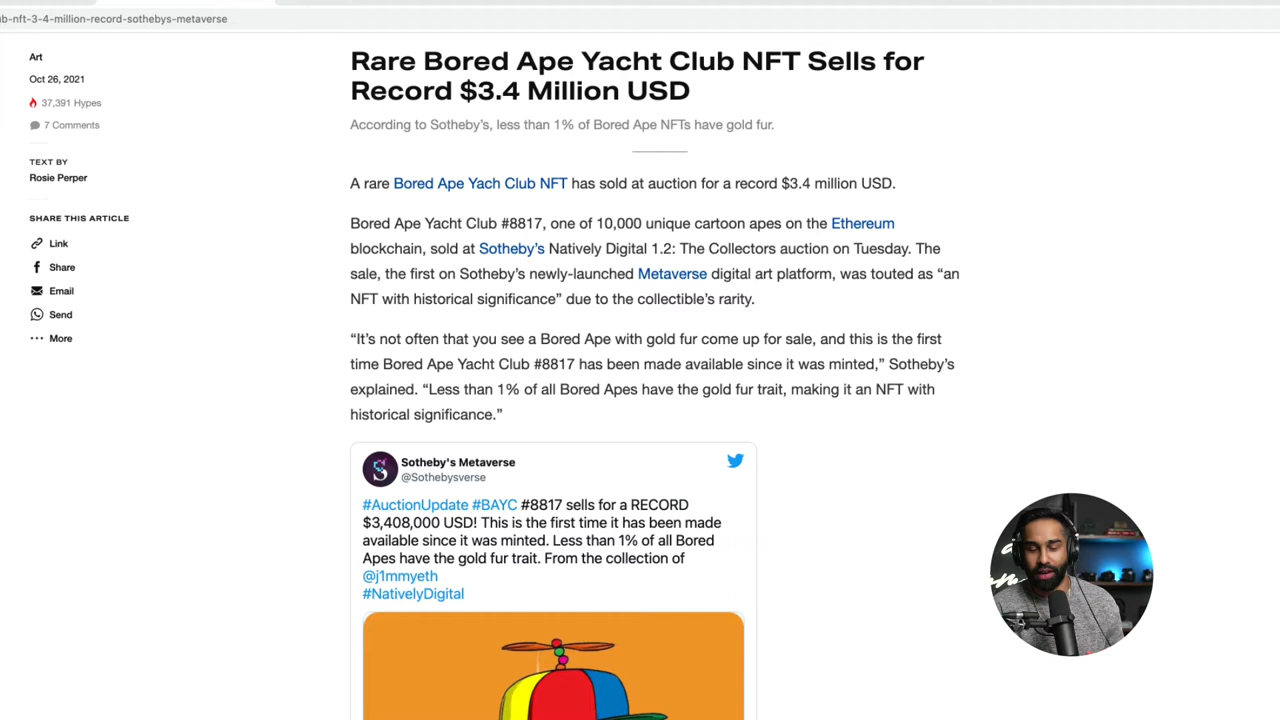 b-nft-3-4-million-record-sothebys-metaverse
Art
Oct 26, 2021
37,391 Hypes
7 Comments
TEXT BY
Rosie Perper
SHARE THIS ARTICLE
Link
Share
Email
Send
More
Rare Bored Ape Yacht Club NFT Sells for
Record $3.4 Million USD
According to Sotheby’s, less than 1% of Bored Ape NFTs have gold fur.
A rare Bored Ape Yach Club NFT has sold at auction for a record $3.4 million USD.
Bored Ape Yacht Club #8817, one of 10,000 unique cartoon apes on the Ethereum
blockchain, sold at Sotheby’s Natively Digital 1.2: The Collectors auction on Tuesday. The
sale, the first on Sotheby’s newly-launched Metaverse digital art platform, was touted as “an
NFT with historical significance” due to the collectible’s rarity.
“It’s not often that you see a Bored Ape with gold fur come up for sale, and this is the first
time Bored Ape Yacht Club #8817 has been made available since it was minted,” Sotheby’s
explained. “Less than 1% of all Bored Apes have the gold fur trait, making it an NFT with
historical significance.”
Sotheby's Metaverse
@Sothebysverse
#AuctionUpdate #BAYC #8817 sells for a RECORD
$3,408,000 USD! This is the first time it has been made
available since it was minted. Less than 1% of all Bored
Apes have the gold fur trait. From the collection of
@j1mmyeth
#NativelyDigital